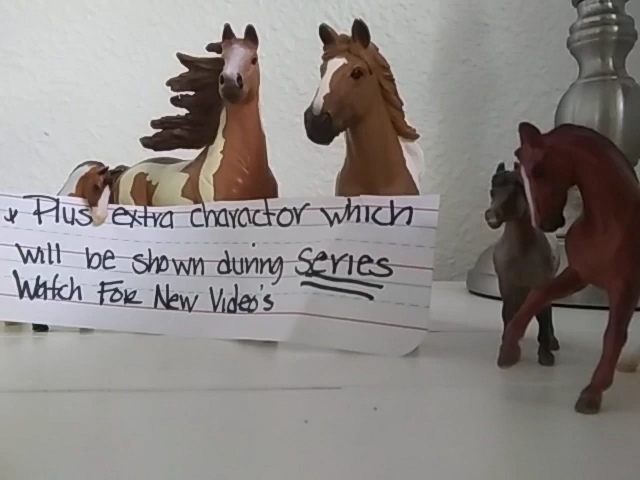 * Plus extra charactor which
will be shown during series
Watch For New Video's